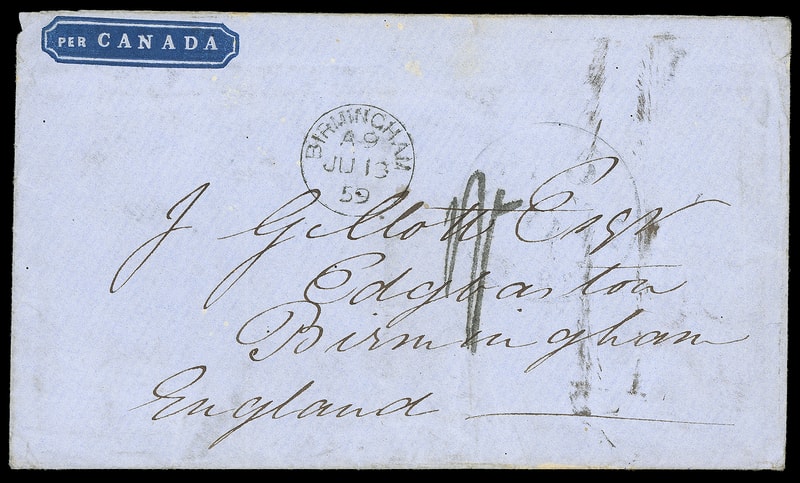 PER CANADA
BIRMINGHAM
A9
JU 13
59
J Gillott Esqr
Edgbaston
Birmingham
England